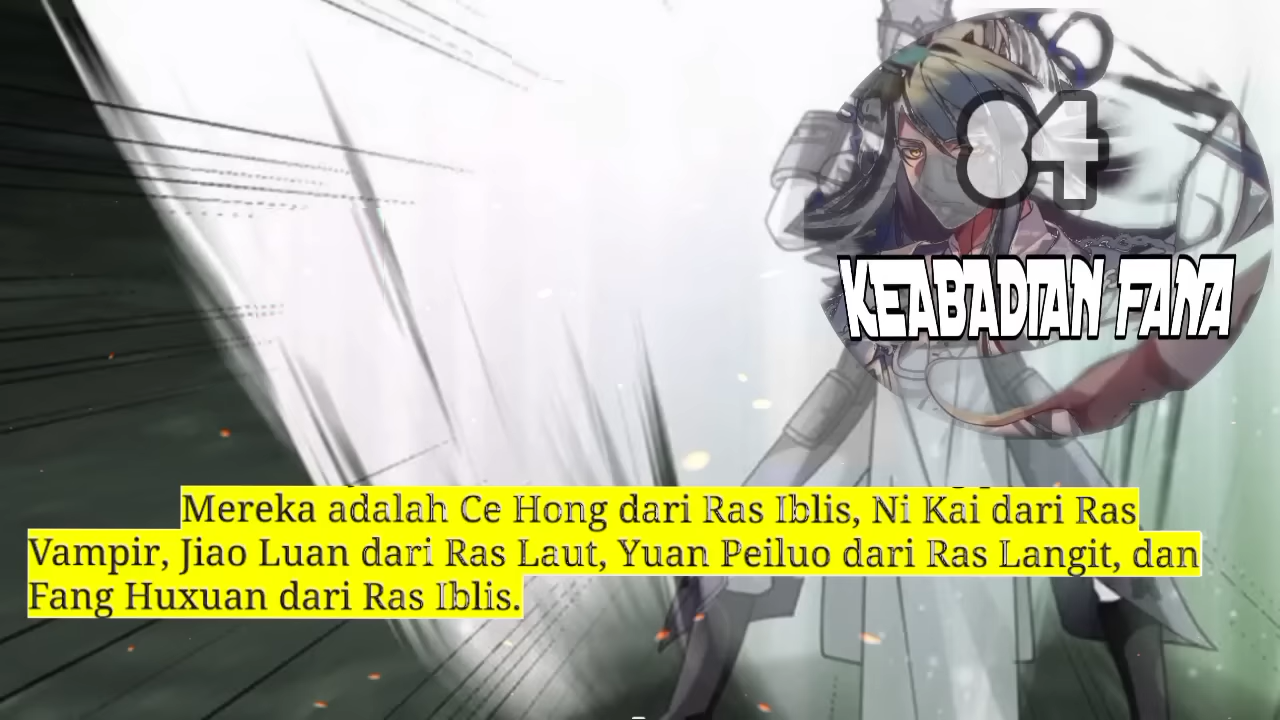 84
KEABADIAN FANA
Mereka adalah Ce Hong dari Ras Iblis, Ni Kai dari Ras
Vampir, Jiao Luan dari Ras Laut, Yuan Peiluo dari Ras Langit, dan
Fang Huxuan dari Ras Iblis.